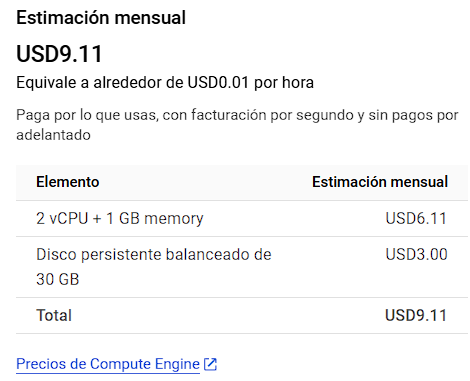 Estimación mensual
USD9.11
Equivale a alrededor de USD0.01 por hora
Paga por lo que usas, con facturación por segundo y sin pagos por
adelantado
Elemento Estimación mensual
2 vCPU + 1 GB memory USD6.11
Disco persistente balanceado de USD3.00
30 GB
Total USD9.11
Precios de Compute Engine